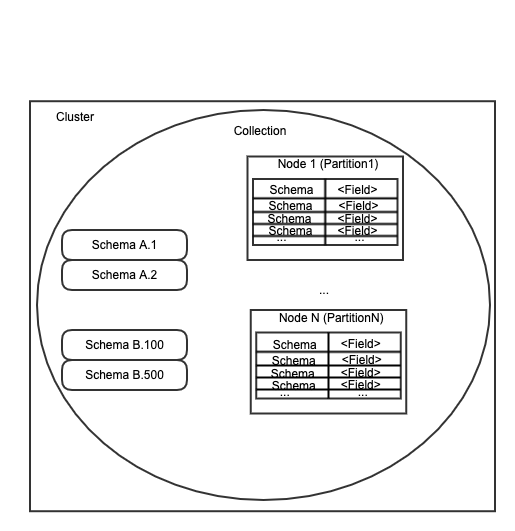 Cluster
Collection
Node 1 (Partition1)
Schema <Field>
Schema <Field>
Schema <Field>
Schema <Field>
... ...
Schema A.1
Schema A.2
...
Node N (PartitionN)
Schema <Field>
Schema <Field>
Schema <Field>
Schema <Field>
... ...
Schema B.100
Schema B.500